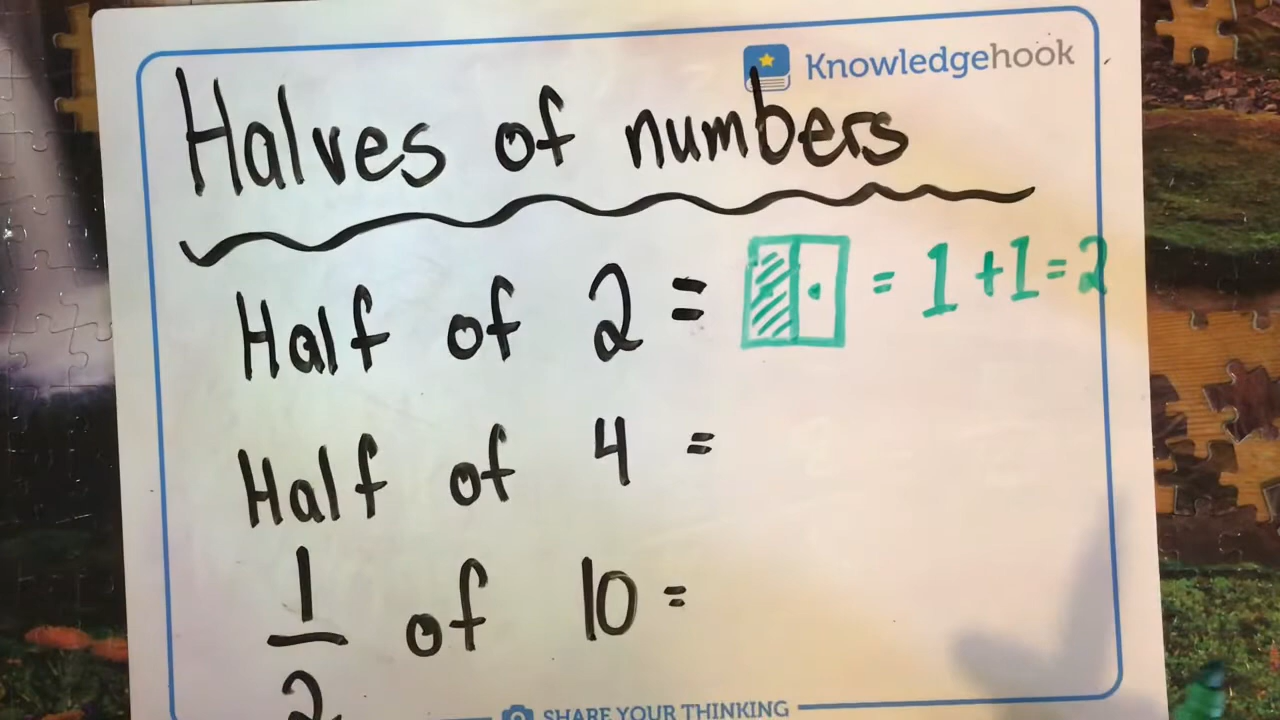 Knowledgehook
Halves of numbers
Half of 2 = = 1 + 1 = 2
Half of 4 =
1/2 of 10 =
SHARE YOUR THINKING